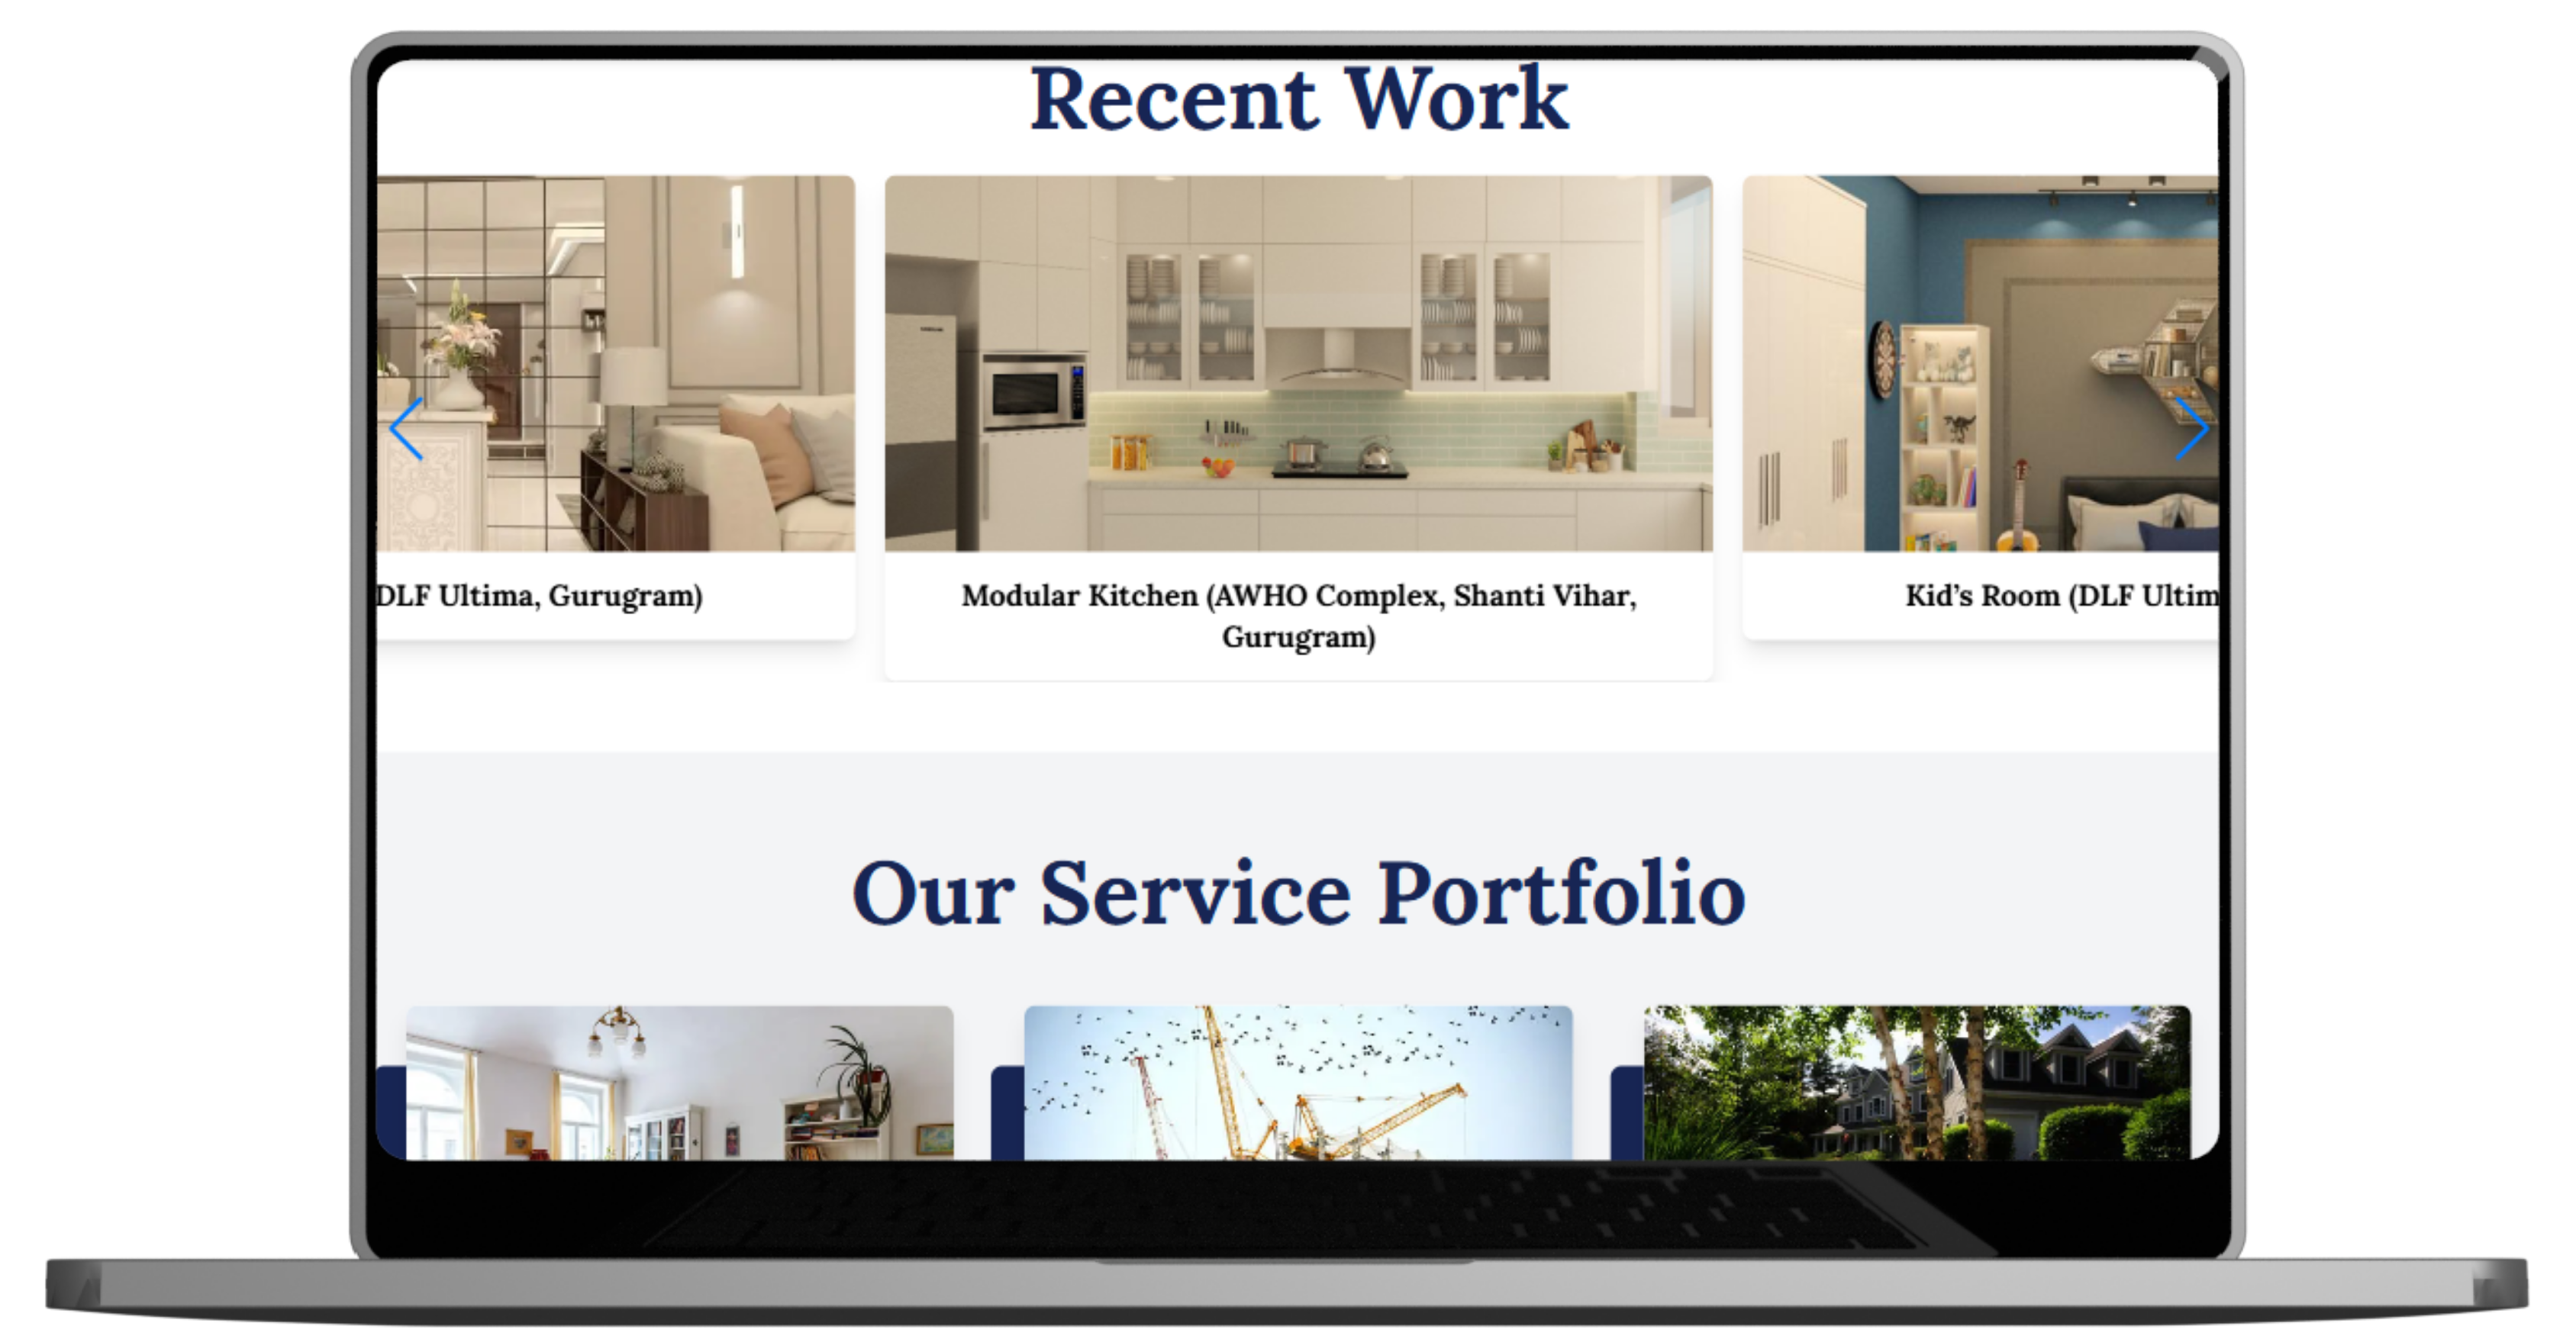 Recent Work
DLF Ultima, Gurugram)
Modular Kitchen (AWHO Complex, Shanti Vihar,
Gurugram)
Kid's Room (DLF Ultim
Our Service Portfolio